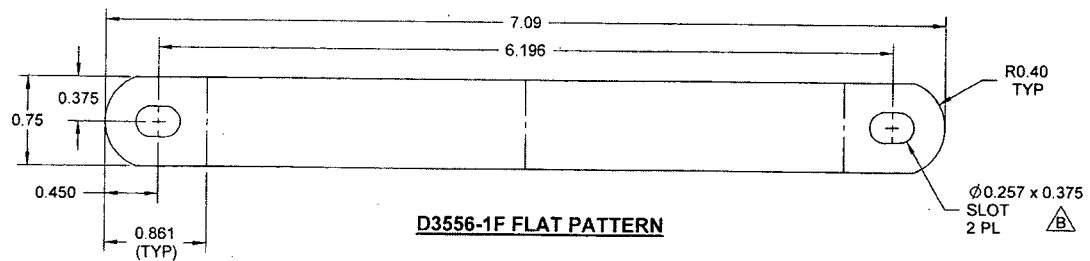 7.09
6.196
R0.40
TYP
0.375
0.75
0.450
Ø0.257 x 0.375
SLOT
2 PL
B
0.861
(TYP)
D3556-1F FLAT PATTERN